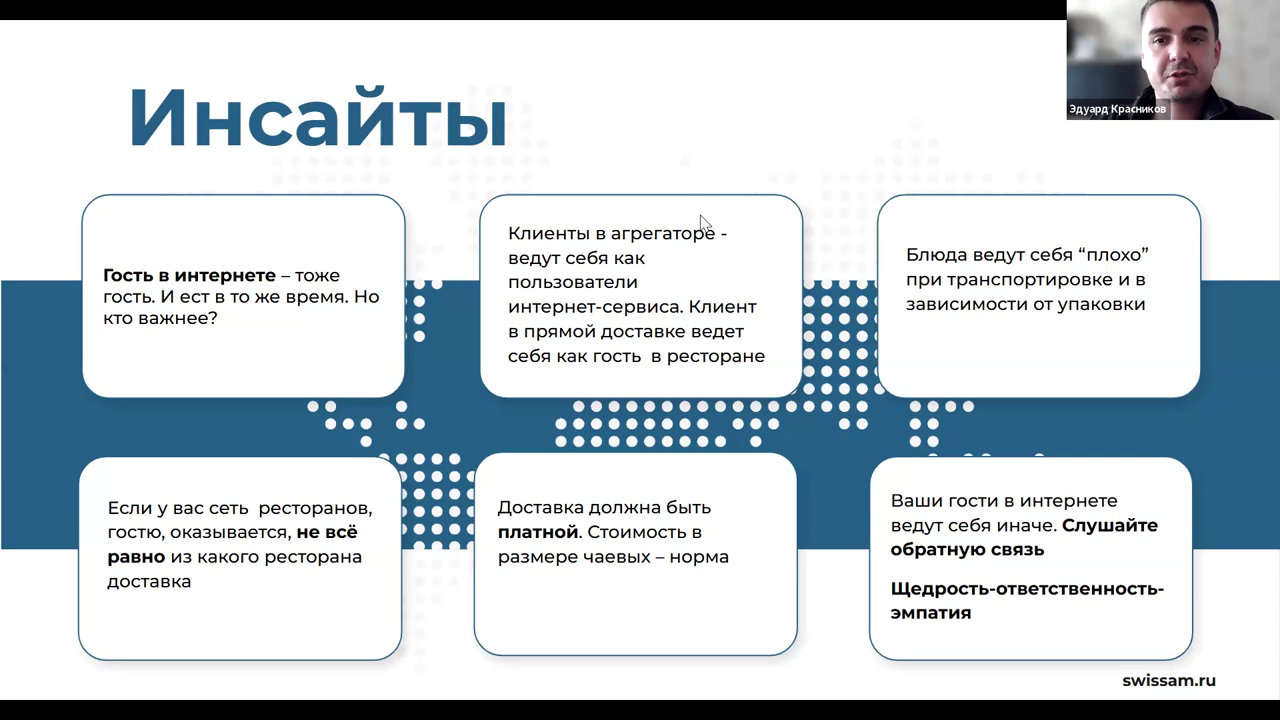 Эдуард Красников
Инсайты
Гость в интернете – тоже
гость. И ест в то же время. Но
кто важнее?
Клиенты в агрегаторе -
ведут себя как
пользователи
интернет-сервиса. Клиент
в прямой доставке ведет
себя как гость в ресторане
Блюда ведут себя “плохо”
при транспортировке и в
зависимости от упаковки
Если у вас сеть ресторанов,
гостю, оказывается, не всё
равно из какого ресторана
доставка
Доставка должна быть
платной. Стоимость в
размере чаевых – норма
Ваши гости в интернете
ведут себя иначе. Слушайте
обратную связь
Щедрость-ответственность-
эмпатия
swissam.ru